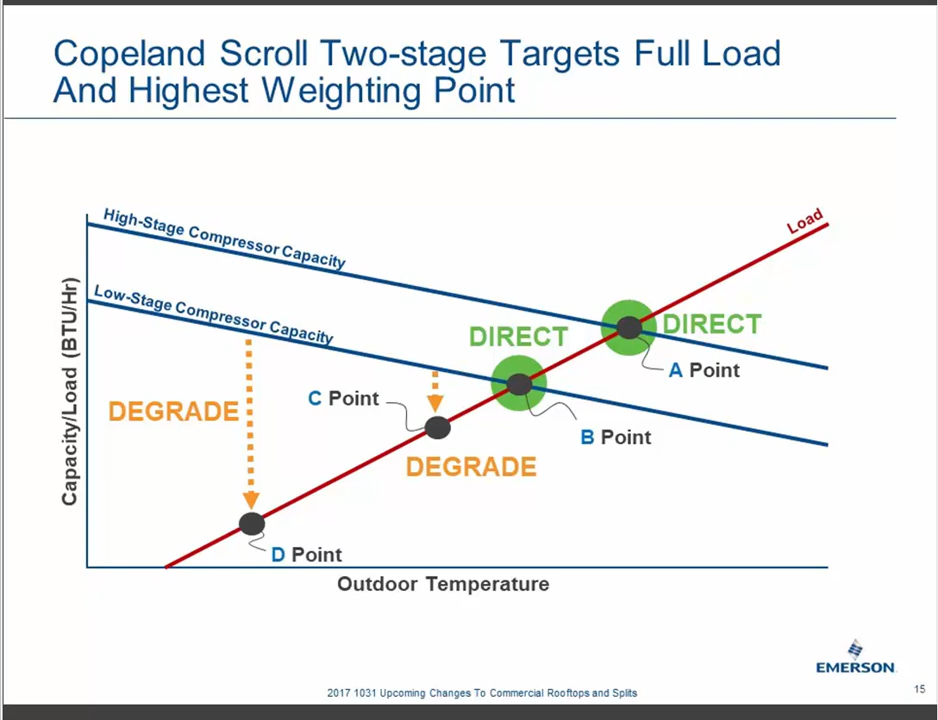 Copeland Scroll Two-stage Targets Full Load
And Highest Weighting Point
High-Stage Compressor Capacity
Load
Low-Stage Compressor Capacity
DIRECT
DIRECT
A Point
C Point
DEGRADE
B Point
DEGRADE
D Point
Capacity/Load (BTU/Hr)
Outdoor Temperature
EMERSON
2017 1031 Upcoming Changes To Commercial Rooftops and Splits
15